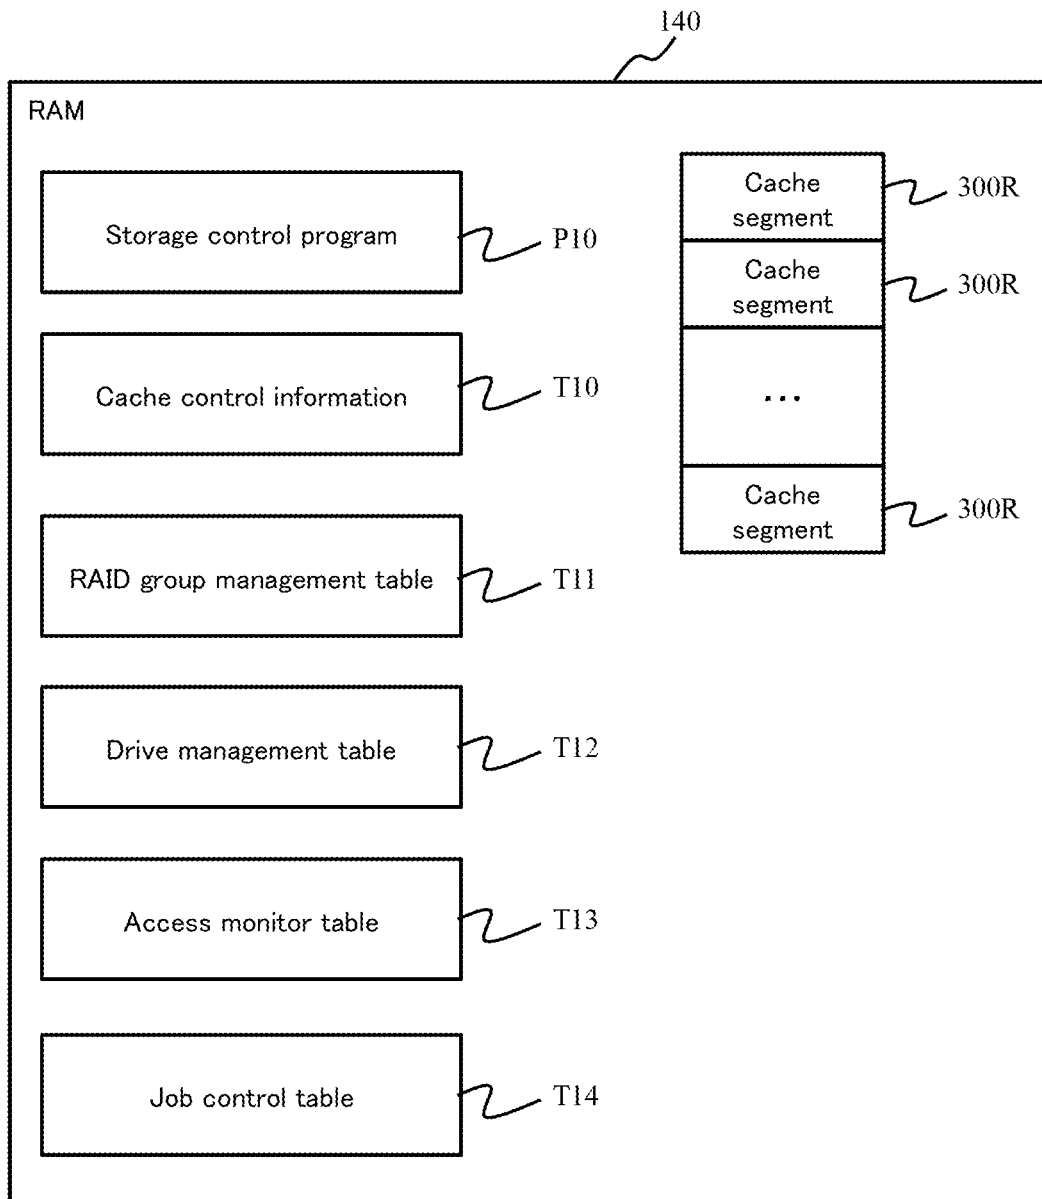 140
RAM
Storage control program
P10
Cache control information
T10
RAID group management table
T11
Drive management table
T12
Access monitor table
T13
Job control table
T14
Cache
segment
300R
Cache
segment
300R
...
Cache
segment
300R